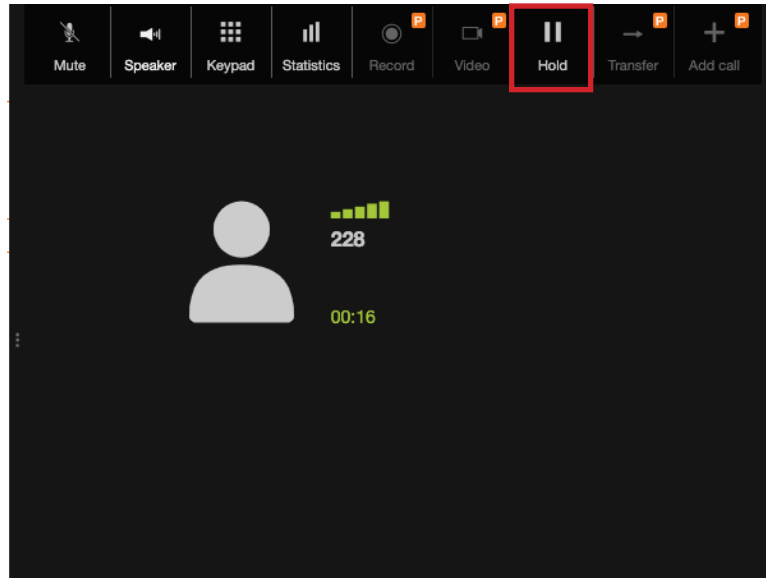 P P P P
Mute Speaker Keypad Statistics Record Video Hold Transfer Add call
228
00:16